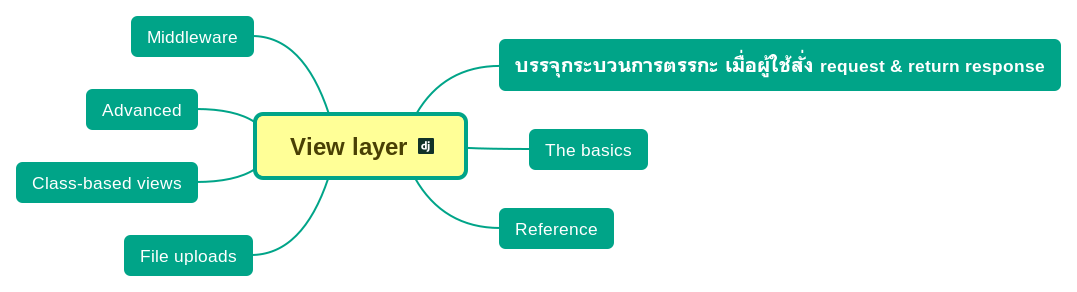 Middleware
บรรจุกระบวนการตรรกะ เมื่อผู้ใช้สั่ง request & return response
Advanced
View layer dj
The basics
Class-based views
Reference
File uploads